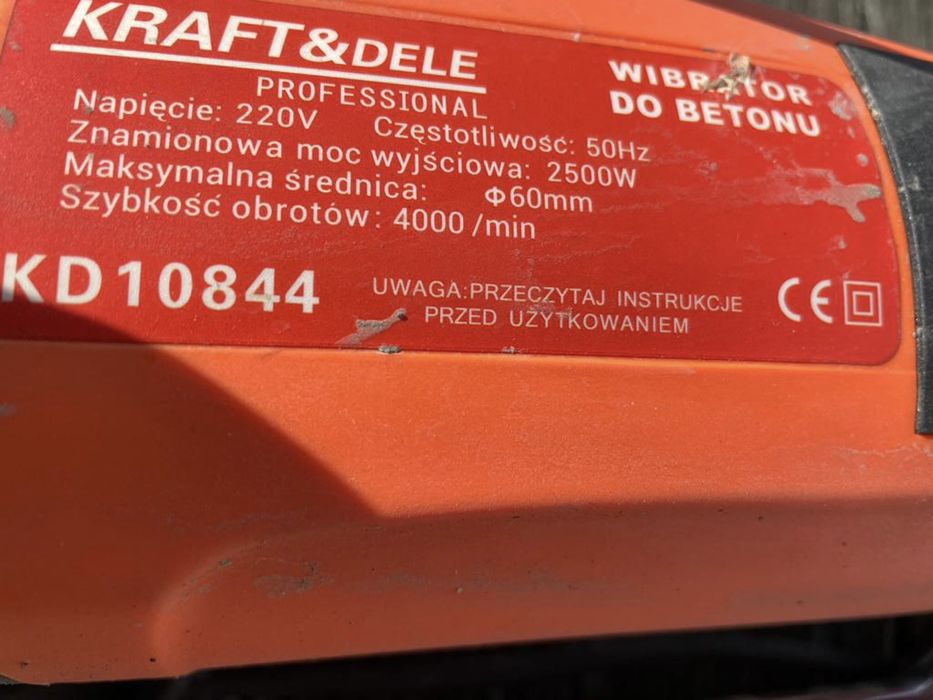 KRAFT&DELE
PROFESSIONAL
WIBRATOR
DO BETONU
Napięcie: 220V Częstotliwość: 50Hz
Znamionowa moc wyjściowa: 2500W
Maksymalna średnica: Φ60mm
Szybkość obrotów: 4000 /min
KD10844
UWAGA:PRZECZYTAJ INSTRUKCJE
PRZED UŻYTKOWANIEM
CE